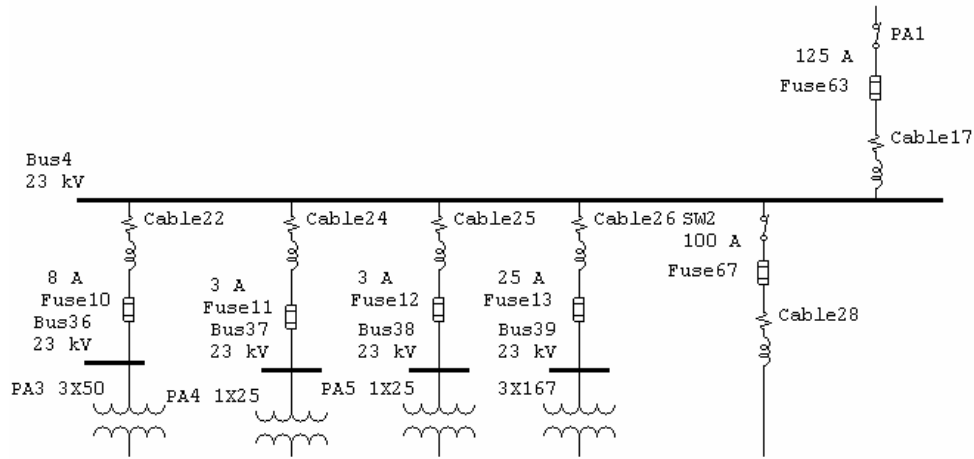 PA1
125 A
Fuse63
Cable17
Bus4
23 kV
Cable22
Cable24
Cable25
Cable26
SW2
100 A
Fuse67
Cable28
8 A
Fuse10
Bus36
23 kV
3 A
Fuse11
Bus37
23 kV
3 A
Fuse12
Bus38
23 kV
25 A
Fuse13
Bus39
23 kV
PA3 3X50
PA4 1X25
PA5 1X25
3X167